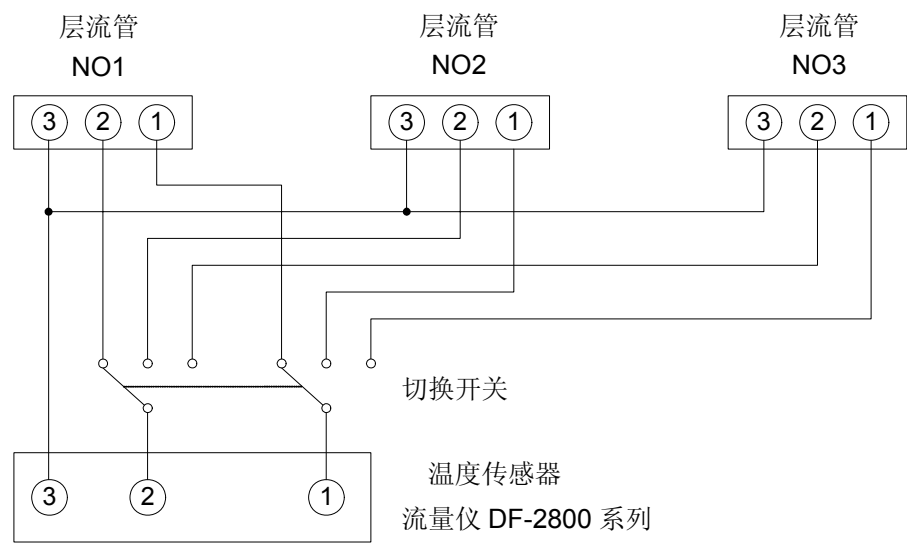 层流管 层流管 层流管
NO1 NO2 NO3
3 2 1 3 2 1 3 2 1
切换开关
温度传感器
3 2 1
流量仪 DF-2800 系列